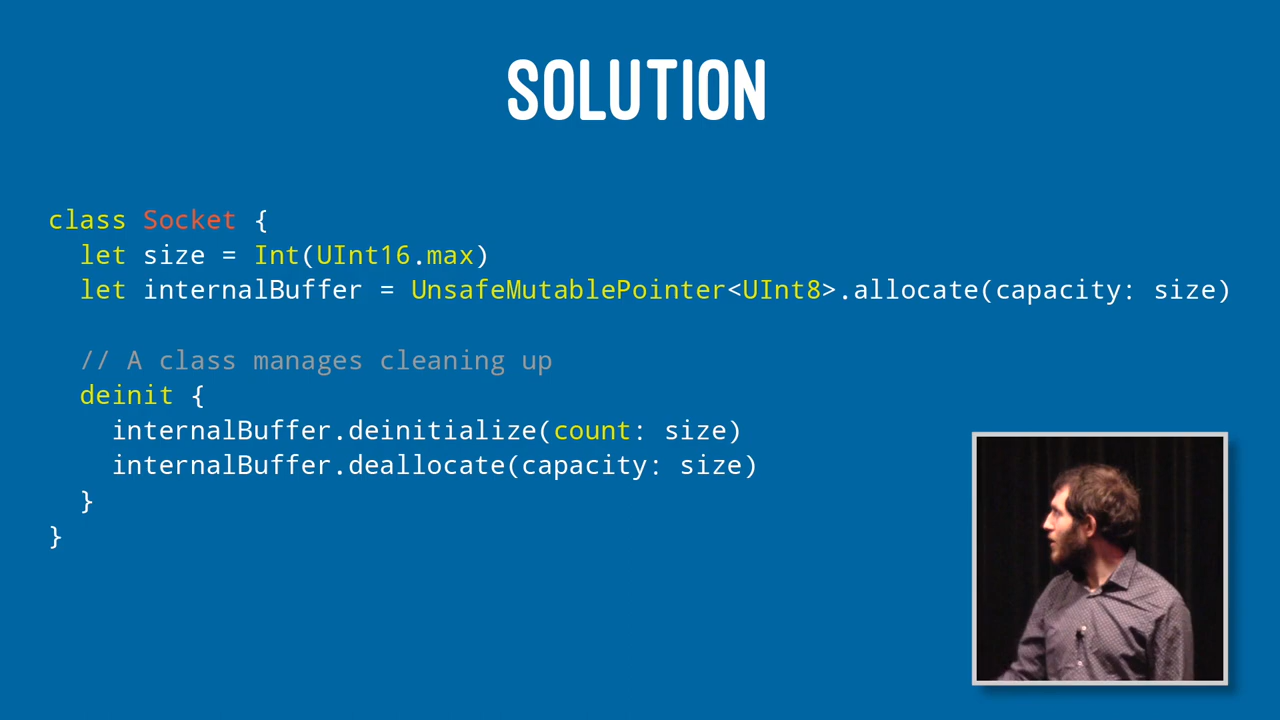 SOLUTION
class Socket {
let size = Int(UInt16.max)
let internalBuffer = UnsafeMutablePointer<UInt8>.allocate(capacity: size)
// A class manages cleaning up
deinit {
internalBuffer.deinitialize(count: size)
internalBuffer.deallocate(capacity: size)
}
}